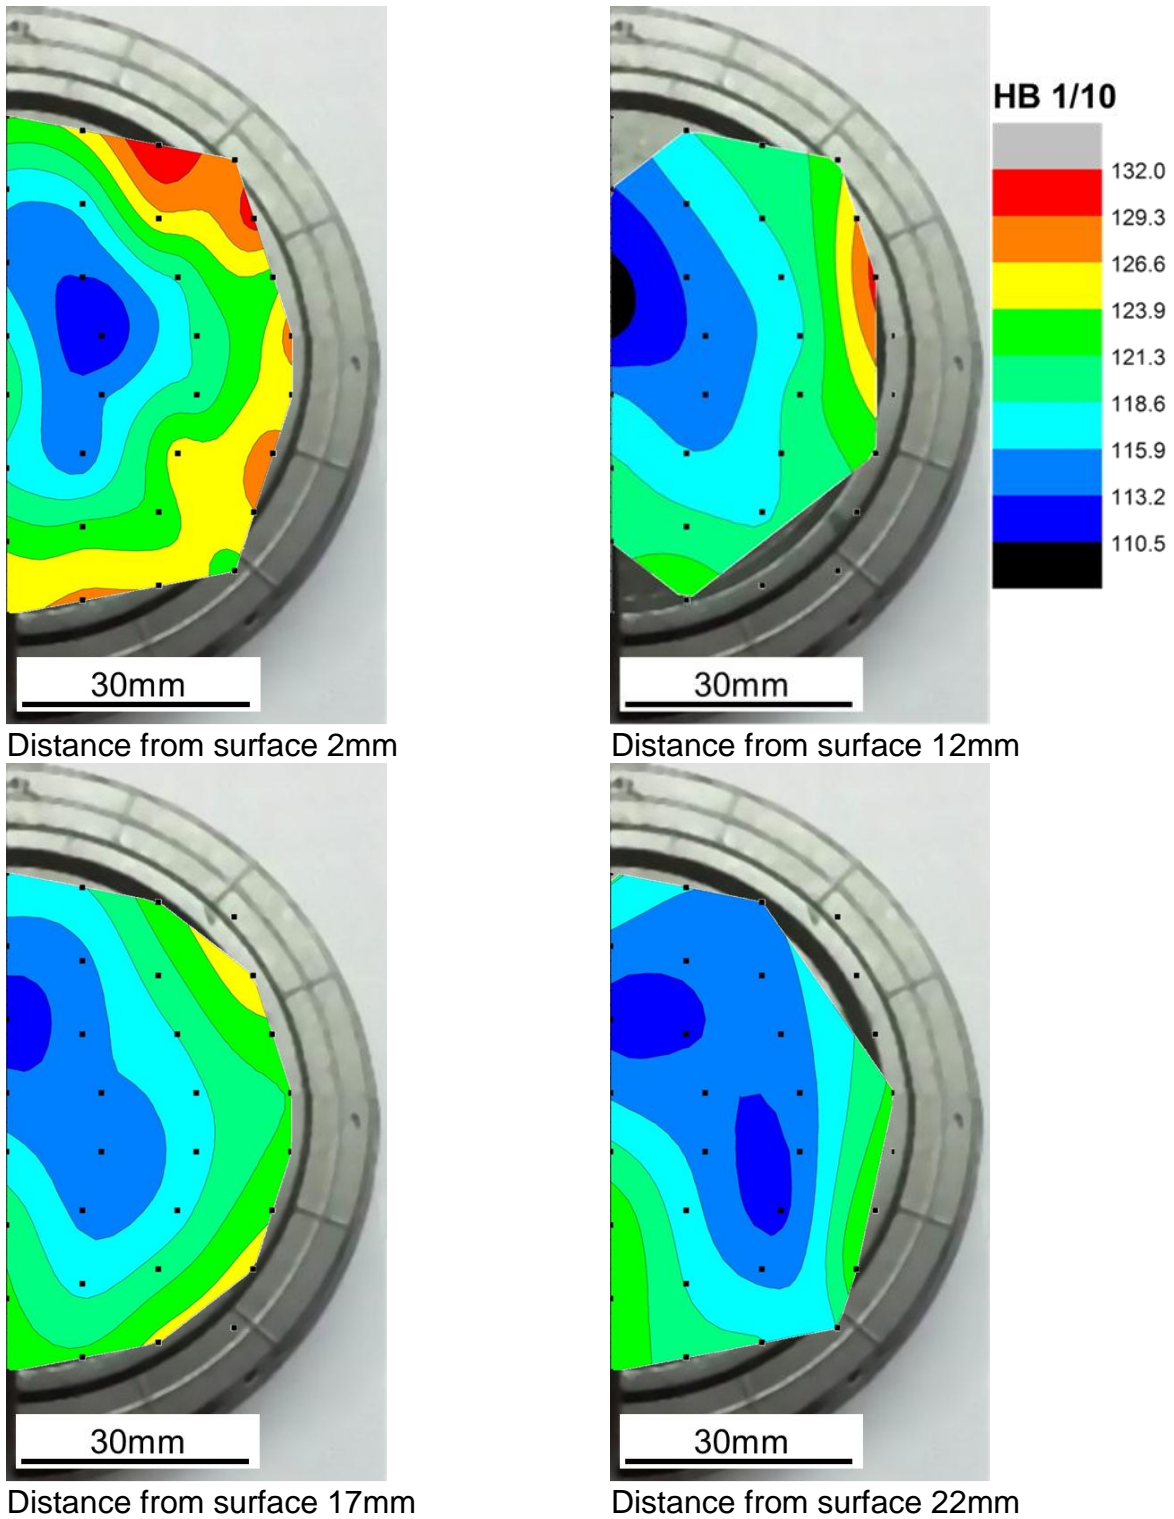 HB 1/10
132.0
129.3
126.6
123.9
121.3
118.6
115.9
113.2
110.5
30mm
30mm
Distance from surface 2mm
Distance from surface 12mm
30mm
30mm
Distance from surface 17mm
Distance from surface 22mm